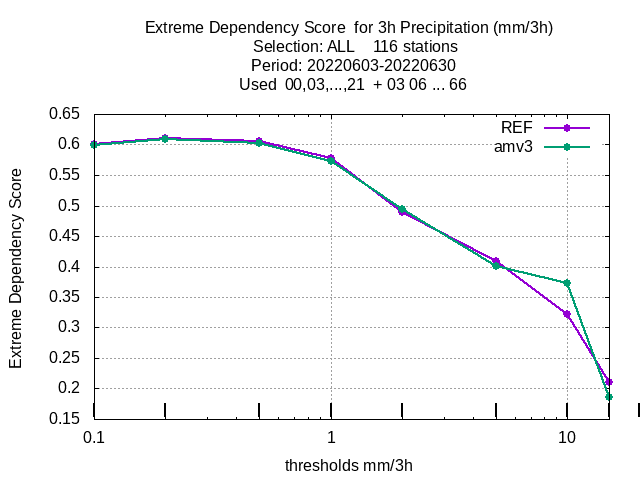 Extreme Dependency Score  for 3h Precipitation (mm/3h)
Selection: ALL    116 stations
Period: 20220603-20220630
Used  00,03,...,21  + 03 06 ... 66
REF
amv3
0.65
0.6
0.55
0.5
0.45
0.4
0.35
0.3
0.25
0.2
0.15
Extreme Dependency Score
0.1 1 10
thresholds mm/3h